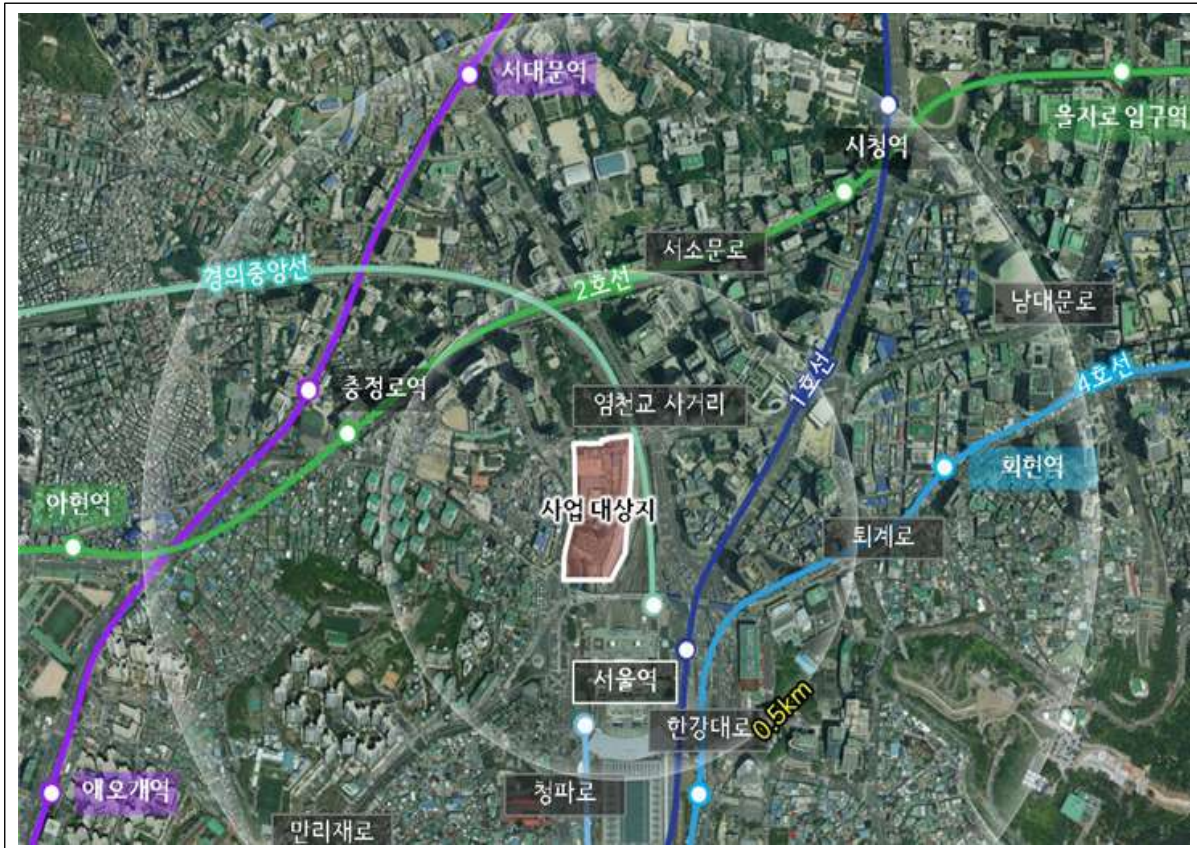 서대문역
을지로 입구역
시청역
서소문로
경의중앙선
2호선
남대문로
1호선
4호선
충정로역
염천교 사거리
회현역
아현역
사업 대상지
퇴계로
서울역
한강대로
0.5km
애오개역
청파로
만리재로